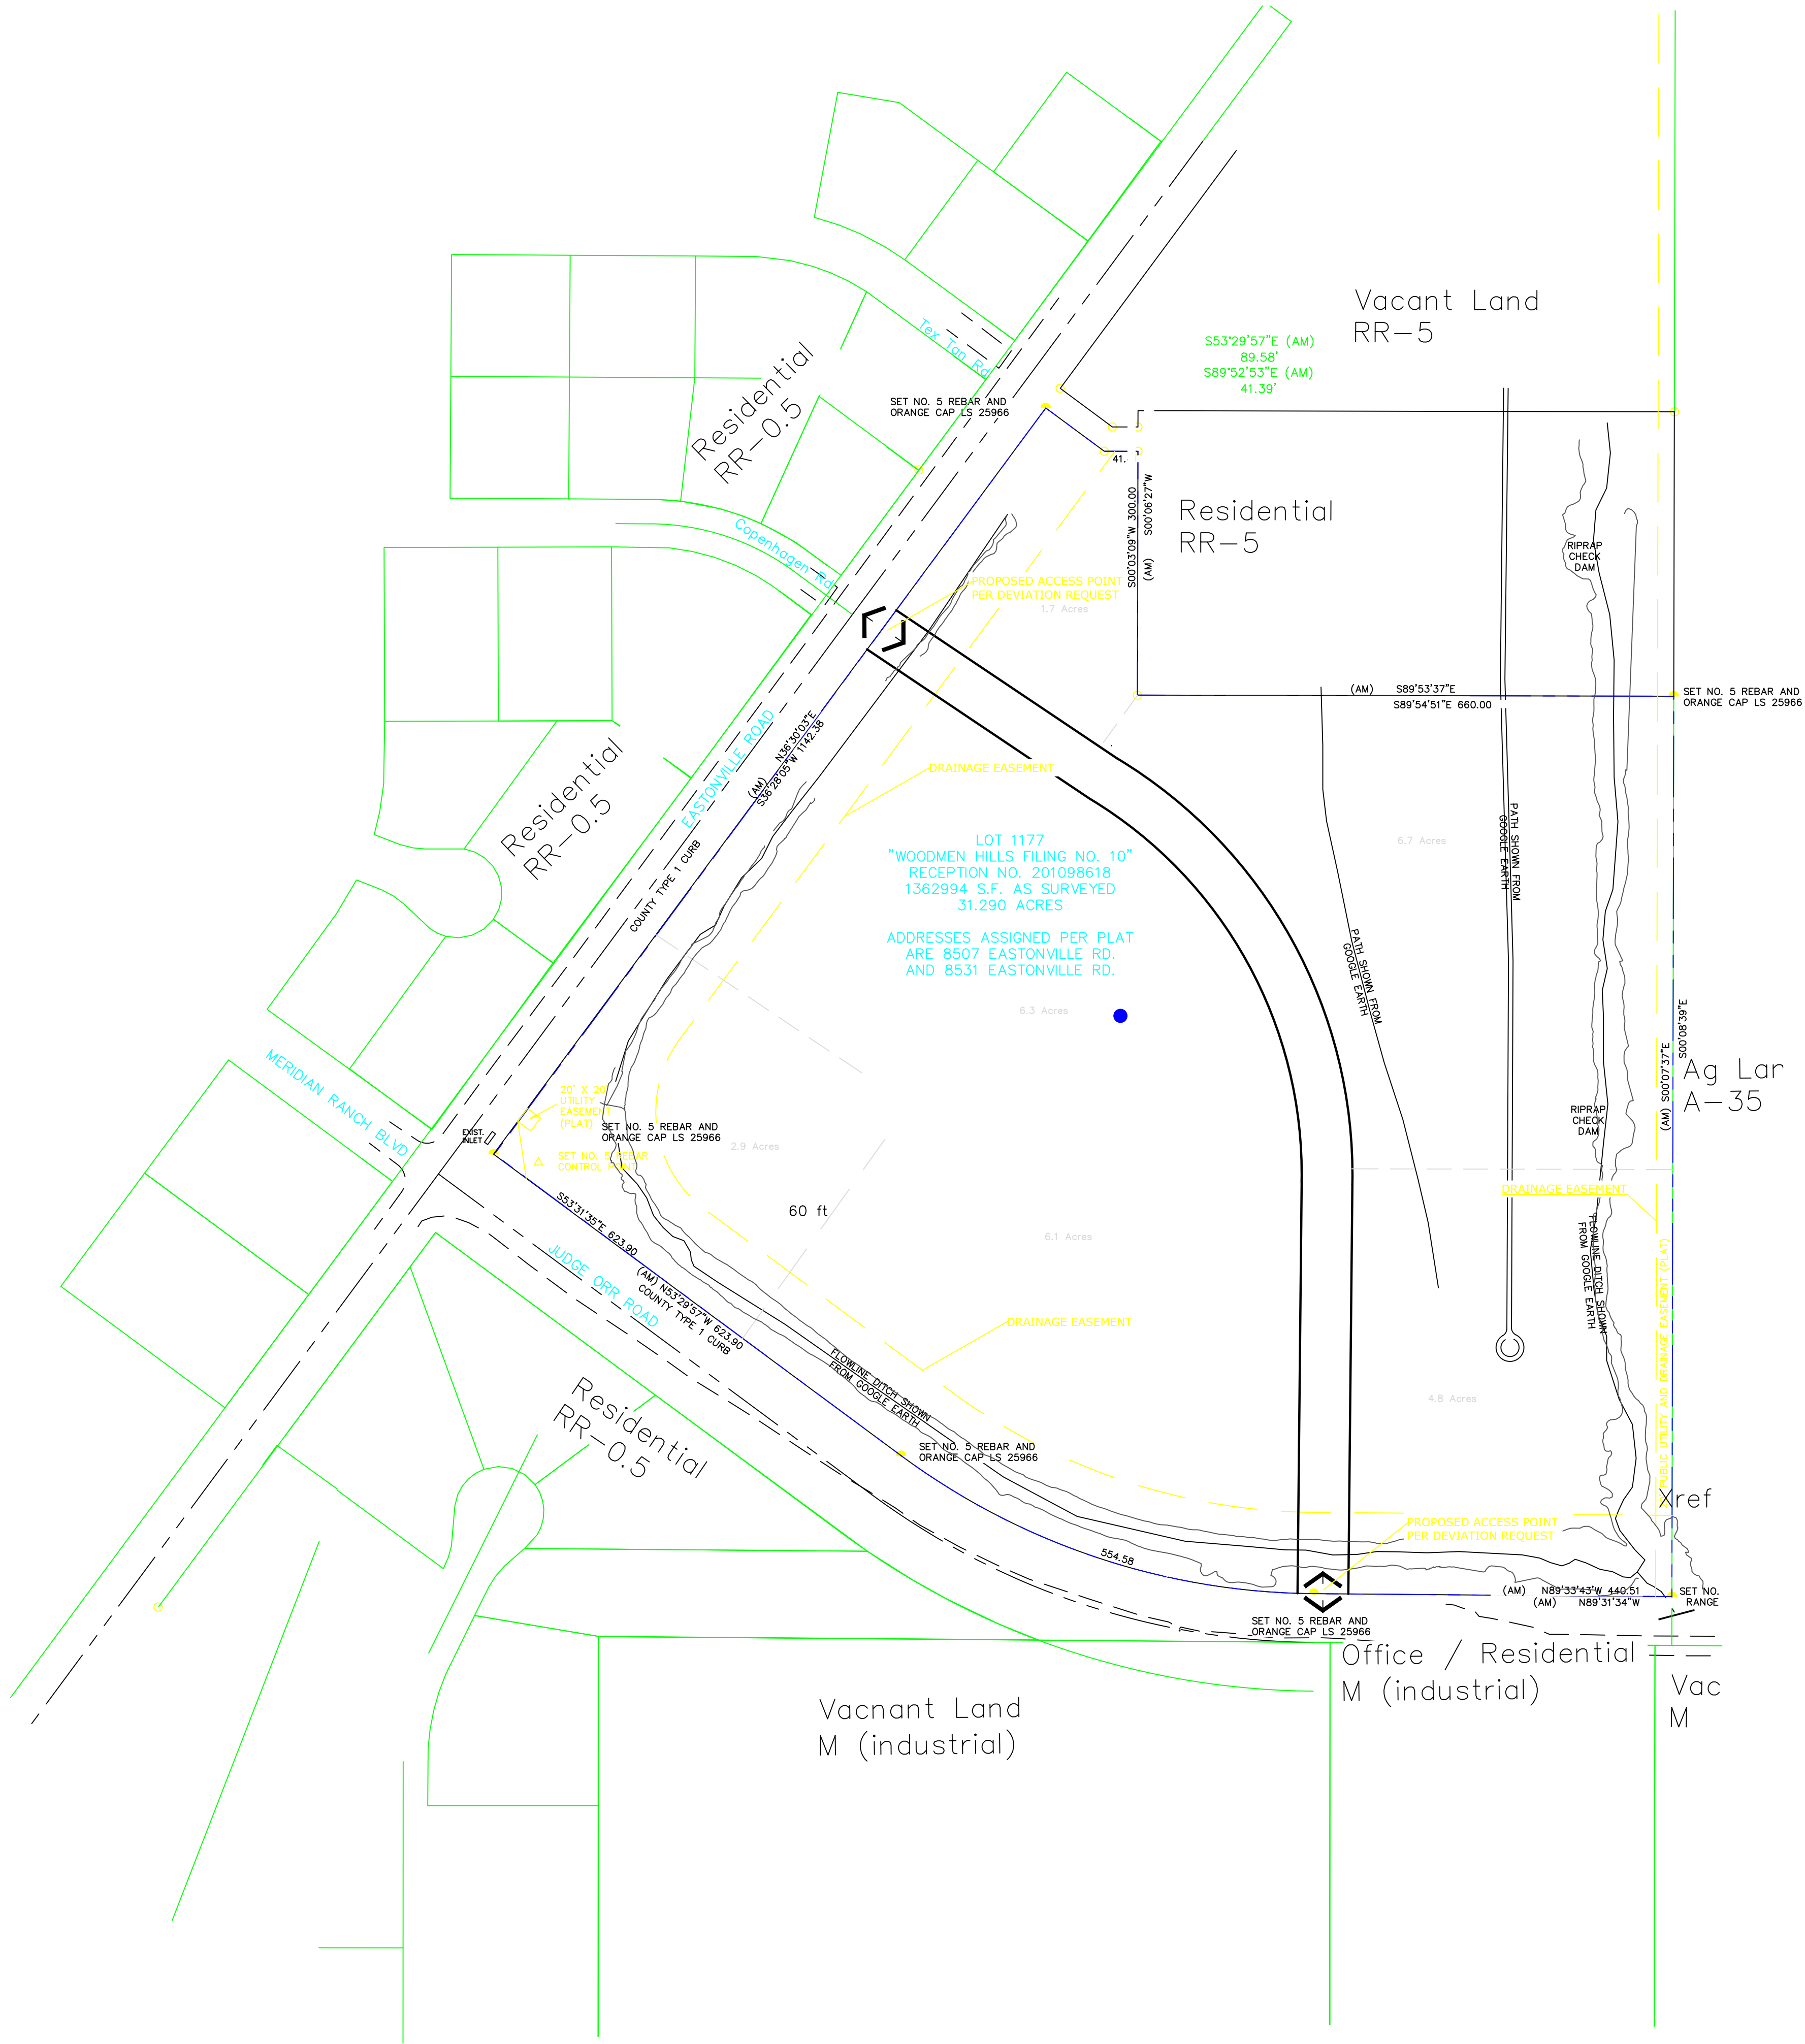 Vacant Land
RR-5
S53°29'57"E (AM)
89.58'
S89°52'53"E (AM)
41.39'
Tex Tan Rd
Residential
RR-0.5
SET NO. 5 REBAR AND
ORANGE CAP LS 25966
41.
S00°03'09"W 300.00
(AM) S00°06'27"W
Residential
RR-5
Copenhagen Rd
RIPRAP
CHECK
DAM
PROPOSED ACCESS POINT
PER DEVIATION REQUEST
1.7 Acres
(AM) S89°53'37"E
S89°54'51"E 660.00
SET NO. 5 REBAR AND
ORANGE CAP LS 25966
EASTONVILLE ROAD
(AM) N36°30'03"E
S36°28'05"W 1142.38
COUNTY TYPE 1 CURB
Residential
RR-0.5
DRAINAGE EASEMENT
LOT 1177
"WOODMEN HILLS FILING NO. 10"
RECEPTION NO. 201098618
1362994 S.F. AS SURVEYED
31.290 ACRES
ADDRESSES ASSIGNED PER PLAT
ARE 8507 EASTONVILLE RD.
AND 8531 EASTONVILLE RD.
6.7 Acres
PATH SHOWN FROM
GOOGLE EARTH
PATH SHOWN FROM
GOOGLE EARTH
6.3 Acres
S00°08'39"E
(AM) S00°07'37"E
Ag Lar
A-35
MERIDIAN RANCH BLVD
20' X 20'
UTILITY
EASEMENT
(PLAT)
EXIST.
INLET
SET NO. 5 REBAR AND
ORANGE CAP LS 25966
SET NO. 5 REBAR
CONTROL POINT
2.9 Acres
RIPRAP
CHECK
DAM
DRAINAGE EASEMENT
60 ft
6.1 Acres
S53°31'35"E 623.90
(AM) N53°29'57"W 623.90
COUNTY TYPE 1 CURB
JUDGE ORR ROAD
FLOWLINE DITCH SHOWN
FROM GOOGLE EARTH
PUBLIC UTILITY AND DRAINAGE EASEMENT (PLAT)
DRAINAGE EASEMENT
FLOWLINE DITCH SHOWN
FROM GOOGLE EARTH
4.8 Acres
Residential
RR-0.5
SET NO. 5 REBAR AND
ORANGE CAP LS 25966
Xref
PROPOSED ACCESS POINT
PER DEVIATION REQUEST
554.58
(AM) N89°33'43"W 440.51
(AM) N89°31'34"W
SET NO.
RANGE
SET NO. 5 REBAR AND
ORANGE CAP LS 25966
Office / Residential
M (industrial)
Vacnant Land
M (industrial)
Vac
M